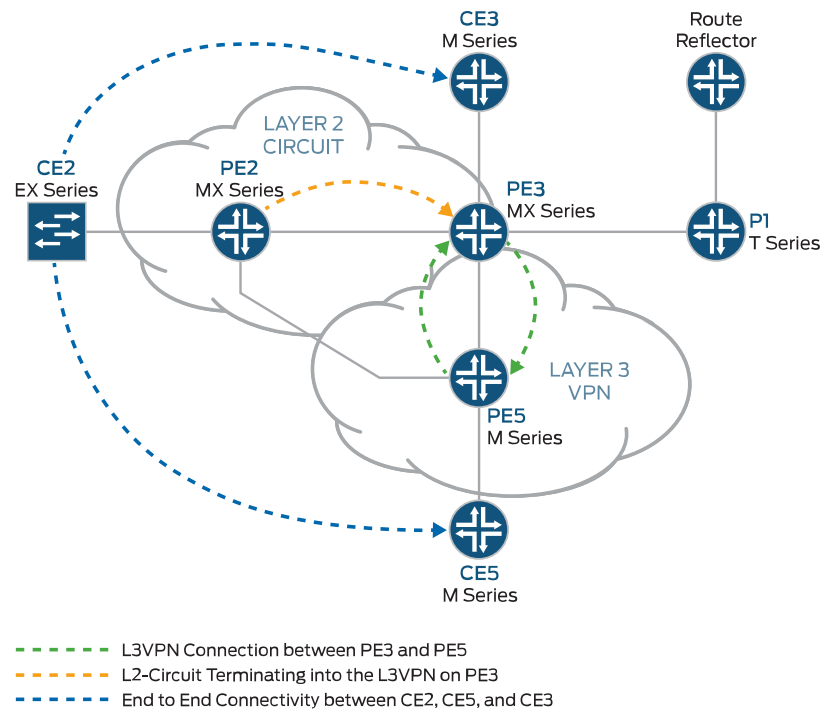 CE3
M Series
Route
Reflector
LAYER 2
CIRCUIT
CE2
EX Series
PE2
MX Series
PE3
MX Series
P1
T Series
LAYER 3
VPN
PE5
M Series
CE5
M Series
L3VPN Connection between PE3 and PE5
L2-Circuit Terminating into the L3VPN on PE3
End to End Connectivity between CE2, CE5, and CE3